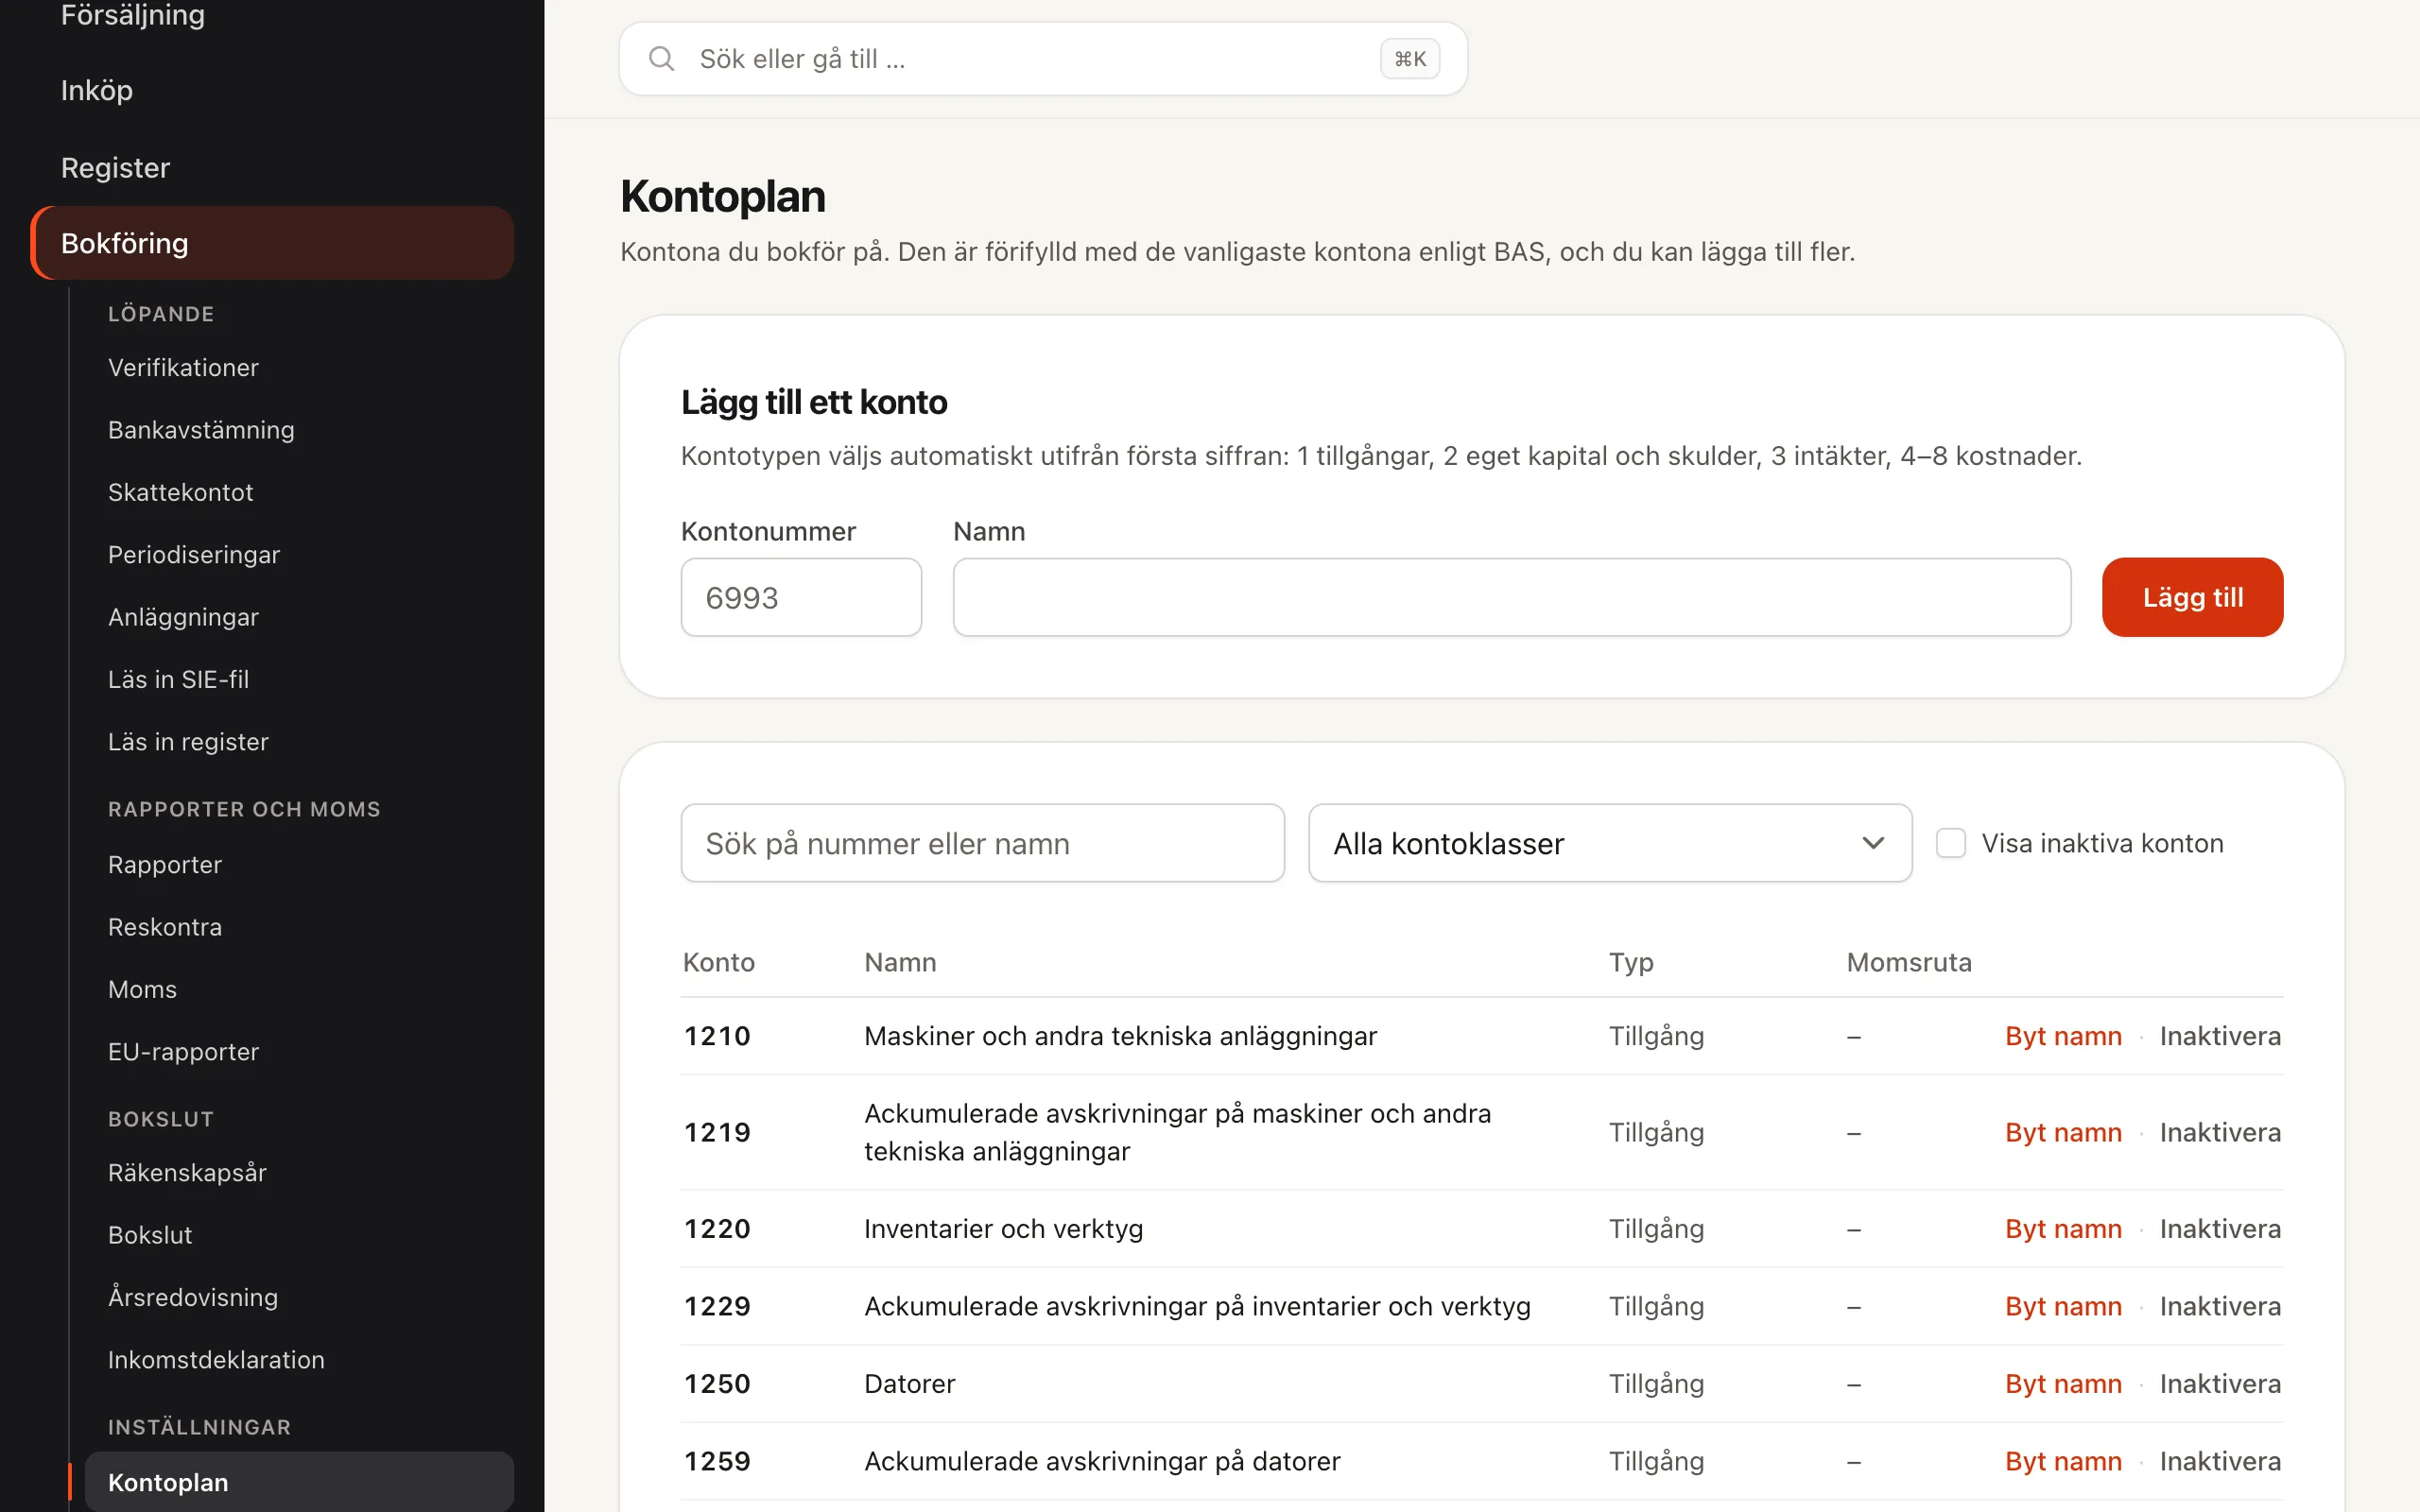 Försäljning
Inköp
Register
Bokföring
LÖPANDE
Verifikationer
Bankavstämning
Skattekontot
Periodiseringar
Anläggningar
Läs in SIE-fil
Läs in register
RAPPORTER OCH MOMS
Rapporter
Reskontra
Moms
EU-rapporter
BOKSLUT
Räkenskapsår
Bokslut
Årsredovisning
Inkomstdeklaration
INSTÄLLNINGAR
Kontoplan
Sök eller gå till ... ⌘K
Kontoplan
Kontona du bokför på. Den är förifylld med de vanligaste kontona enligt BAS, och du kan lägga till fler.
Lägg till ett konto
Kontotypen väljs automatiskt utifrån första siffran: 1 tillgångar, 2 eget kapital och skulder, 3 intäkter, 4–8 kostnader.
Kontonummer Namn
6993 Lägg till
Sök på nummer eller namn Alla kontoklasser Visa inaktiva konton
Konto Namn Typ Momsruta
1210 Maskiner och andra tekniska anläggningar Tillgång – Byt namn · Inaktivera
1219 Ackumulerade avskrivningar på maskiner och andra tekniska anläggningar Tillgång – Byt namn · Inaktivera
1220 Inventarier och verktyg Tillgång – Byt namn · Inaktivera
1229 Ackumulerade avskrivningar på inventarier och verktyg Tillgång – Byt namn · Inaktivera
1250 Datorer Tillgång – Byt namn · Inaktivera
1259 Ackumulerade avskrivningar på datorer Tillgång – Byt namn · Inaktivera